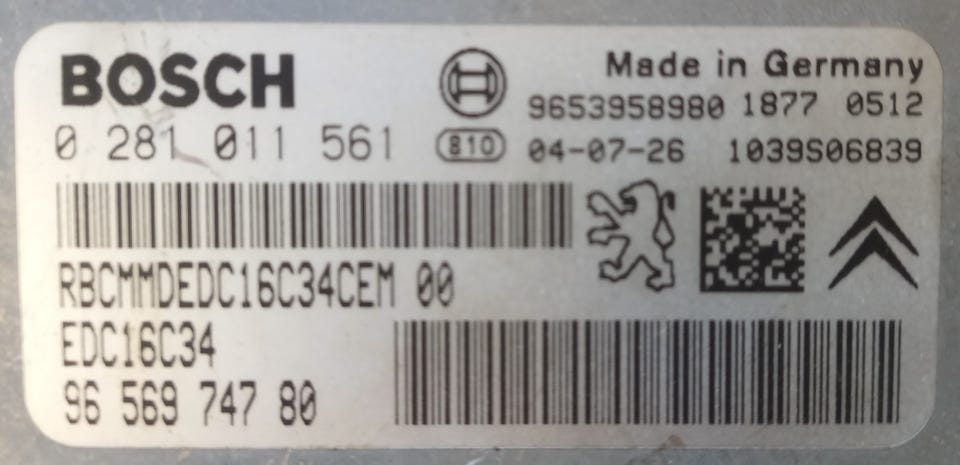 BOSCH
Made in Germany
9653958980 1877 0512
0 281 011 561
810
04-07-26 1039S06839
RBCMMDEDC16C34CEM 00
EDC16C34
96 569 747 80